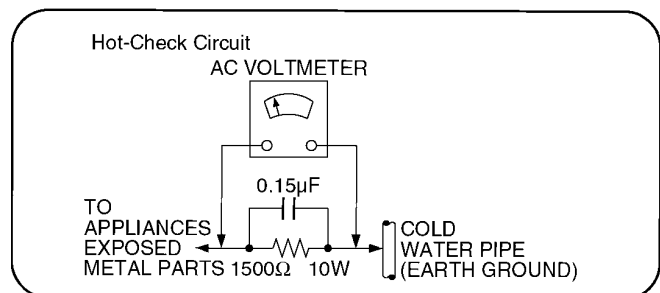 Hot-Check Circuit
AC VOLTMETER
0.15µF
TO
APPLIANCES
EXPOSED
METAL PARTS
1500Ω 10W
COLD
WATER PIPE
(EARTH GROUND)